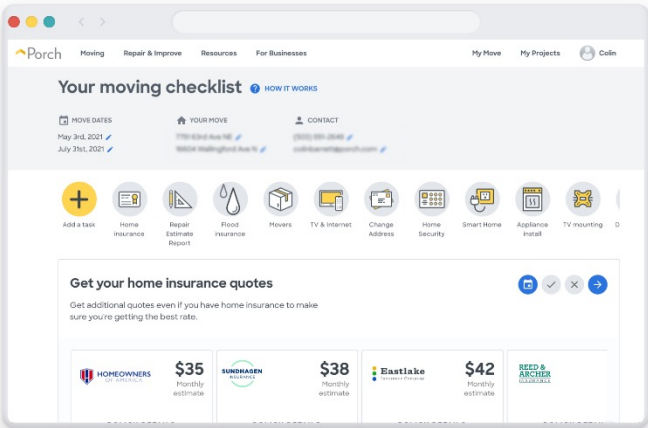 Porch
Moving
Repair & Improve
Resources
For Businesses
My Move
My Projects
Colin
Your moving checklist
? HOW IT WORKS
MOVE DATES
YOUR MOVE
CONTACT
May 3rd, 2021
July 31st, 2021
Add a task
Home
insurance
Repair
Estimate
Report
Flood
insurance
Movers
TV & Internet
Change
Address
Home
Security
Smart Home
Appliance
install
TV mounting
Get your home insurance quotes
Get additional quotes even if you have home insurance to make
sure you're getting the best rate.
HOMEOWNERS
OF AMERICA
$35
Monthly
estimate
SUNDHAGEN
INSURANCE
$38
Monthly
estimate
Eastlake
Insurance Company
$42
Monthly
estimate
REED &
ARCHER
INSURANCE